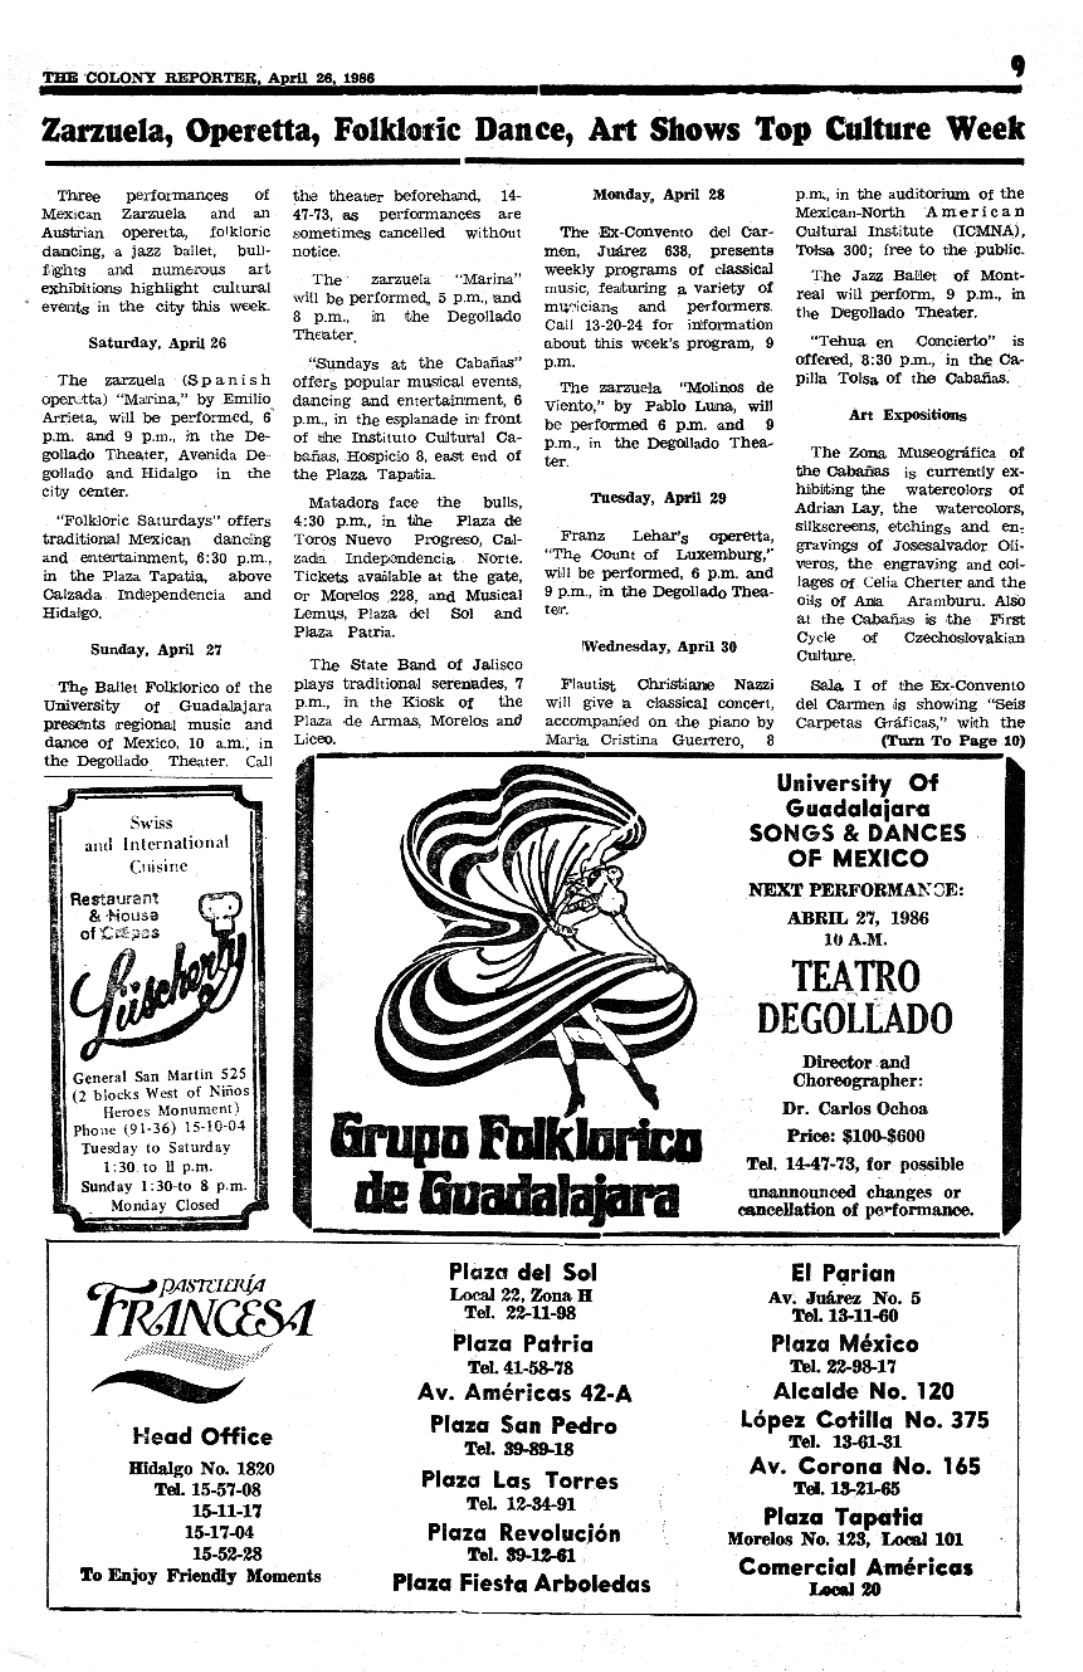 THE COLONY REPORTER, April 26, 1986
9
Zarzuela, Operetta, Folkloric Dance, Art Shows Top Culture Week
Three performances of
Mexican Zarzuela and an
Austrian operetta, folkloric
dancing, a jazz ballet, bull-
fights and numerous art
exhibitions highlight cultural
events in the city this week.
Saturday, April 26
The zarzuela (Spanish
operetta) "Marina," by Emilio
Arrieta, will be performed, 6
p.m. and 9 p.m., in the De-
gollado Theater, Avenida De-
gollado and Hidalgo in the
city center.
"Folkloric Saturdays" offers
traditional Mexican dancing
and entertainment, 6:30 p.m.,
in the Plaza Tapatia, above
Calzada Independencia and
Hidalgo.
Sunday, April 27
The Ballet Folklorico of the
University of Guadalajara
presents regional music and
dance of Mexico, 10 a.m., in
the Degollado Theater. Call
the theater beforehand, 14-
47-73, as performances are
sometimes cancelled without
notice.
The zarzuela "Marina"
will be performed, 5 p.m., and
8 p.m., in the Degollado
Theater.
"Sundays at the Cabañas"
offers popular musical events,
dancing and entertainment, 6
p.m., in the esplanade in front
of the Instituto Cultural Ca-
bañas, Hospicio 8, east end of
the Plaza Tapatia.
Matadors face the bulls,
4:30 p.m., in the Plaza de
Toros Nuevo Progreso, Cal-
zada Independencia Norte.
Tickets available at the gate,
or Morelos 228, and Musical
Lemus, Plaza del Sol and
Plaza Patria.
The State Band of Jalisco
plays traditional serenades, 7
p.m., in the Kiosk of the
Plaza de Armas, Morelos and
Liceo.
Monday, April 28
The Ex-Convento del Car-
men, Juárez 638, presents
weekly programs of classical
music, featuring a variety of
musicians and performers.
Call 13-20-24 for information
about this week's program, 9
p.m.
The zarzuela "Molinos de
Viento," by Pablo Luna, will
be performed 6 p.m. and 9
p.m., in the Degollado Thea-
ter.
Tuesday, April 29
Franz Lehar's operetta,
"The Count of Luxemburg,"
will be performed, 6 p.m. and
9 p.m., in the Degollado Thea-
ter.
Wednesday, April 30
Flautist Christiane Nazzi
will give a classical concert,
accompanied on the piano by
Maria Cristina Guerrero, 8
p.m., in the auditorium of the
Mexican-North American
Cultural Institute (ICMNA),
Tolsa 300; free to the public.
The Jazz Ballet of Mont-
real will perform, 9 p.m., in
the Degollado Theater.
"Tehua en Concierto" is
offered, 8:30 p.m., in the Ca-
pilla Tolsa of the Cabañas.
Art Expositions
The Zona Museográfica of
the Cabañas is currently ex-
hibiting the watercolors of
Adrian Lay, the watercolors,
silkscreens, etchings and en-
gravings of Josesalvador Oli-
veros, the engraving and col-
lages of Celia Cherter and the
oils of Ana Aramburu. Also
at the Cabañas is the First
Cycle of Czechoslovakian
Culture.
Sala I of the Ex-Convento
del Carmen is showing "Seis
Carpetas Gráficas," with the
(Turn To Page 10)
Swiss
and International
Cuisine
Restaurant
& House
of Crêpes
Lüscherly
General San Martin 525
(2 blocks West of Niños
Heroes Monument)
Phone (91-36) 15-10-04
Tuesday to Saturday
1:30 to 11 p.m.
Sunday 1:30 to 8 p.m.
Monday Closed
Grupo Folklorico
de Guadalajara
University Of
Guadalajara
SONGS & DANCES
OF MEXICO
NEXT PERFORMANCE:
ABRIL 27, 1986
10 A.M.
TEATRO
DEGOLLADO
Director and
Choreographer:
Dr. Carlos Ochoa
Price: $100-$600
Tel. 14-47-73, for possible
unannounced changes or
cancellation of performance.
PASTELERÍA
FRANCESA
Head Office
Hidalgo No. 1820
Tel. 15-57-08
15-11-17
15-17-04
15-52-28
To Enjoy Friendly Moments
Plaza del Sol
Local 22, Zona H
Tel. 22-11-98
Plaza Patria
Tel. 41-58-78
Av. Américas 42-A
Plaza San Pedro
Tel. 39-89-18
Plaza Las Torres
Tel. 12-34-91
Plaza Revolución
Tel. 39-12-61
Plaza Fiesta Arboledas
El Parian
Av. Juárez No. 5
Tel. 13-11-60
Plaza México
Tel. 22-98-17
Alcalde No. 120
López Cotilla No. 375
Tel. 13-61-31
Av. Corona No. 165
Tel. 13-21-65
Plaza Tapatia
Morelos No. 123, Local 101
Comercial Américas
Local 20